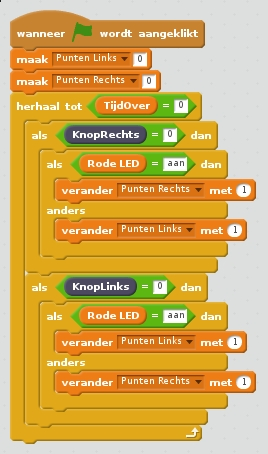 wanneer wordt aangeklikt
maak Punten Links 0
maak Punten Rechts 0
herhaal tot TijdOver = 0
als KnopRechts = 0 dan
als Rode LED = aan dan
verander Punten Rechts met 1
anders
verander Punten Links met 1
als KnopLinks = 0 dan
als Rode LED = aan dan
verander Punten Links met 1
anders
verander Punten Rechts met 1